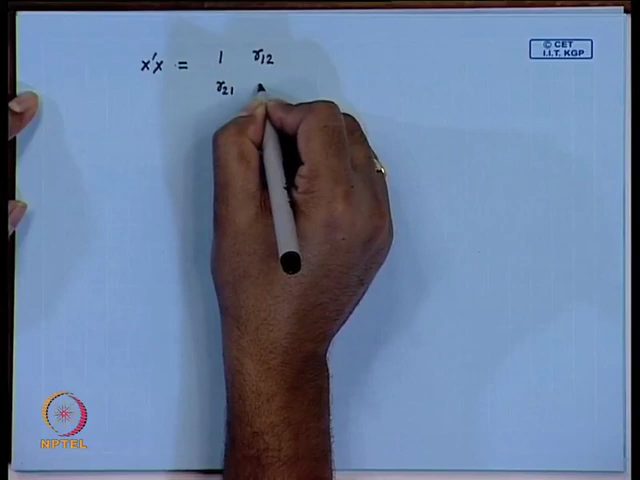 x'x = 1 r12
r21
© CET
I.I.T. KGP
NPTEL